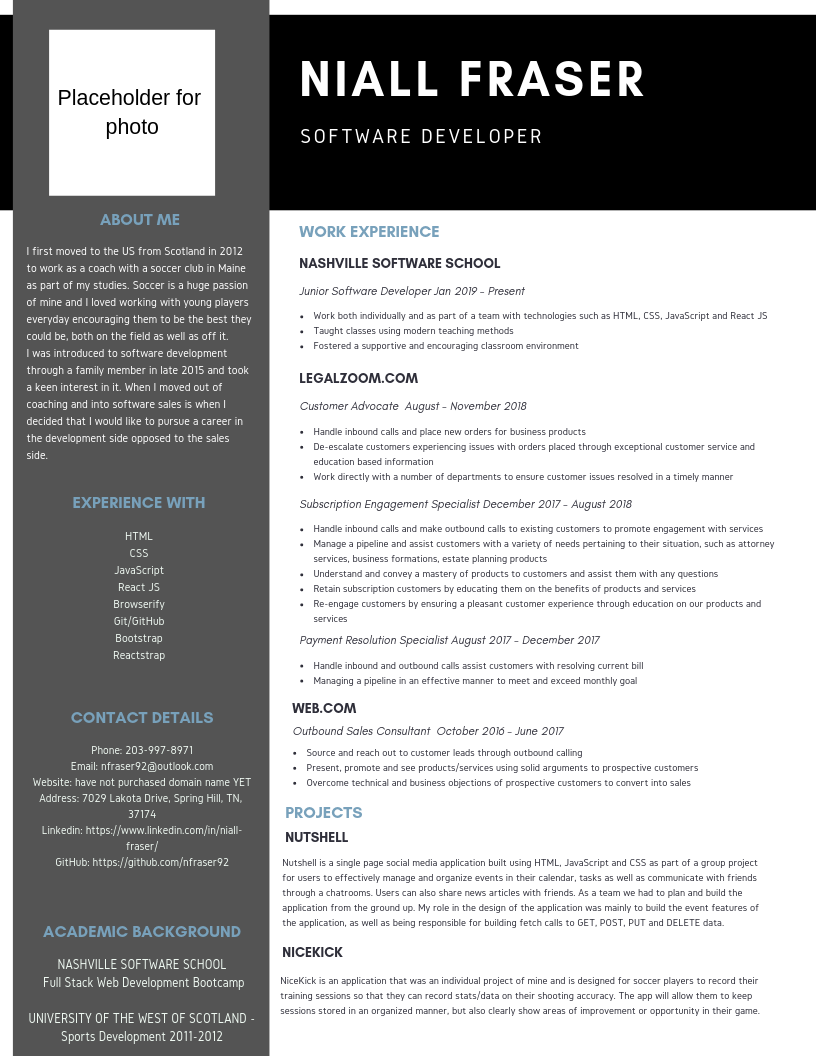 Placeholder for
photo
NIALL FRASER
SOFTWARE DEVELOPER
ABOUT ME
I first moved to the US from Scotland in 2012
to work as a coach with a soccer club in Maine
as part of my studies. Soccer is a huge passion
of mine and I loved working with young players
everyday encouraging them to be the best they
could be, both on the field as well as off it.
I was introduced to software development
through a family member in late 2015 and took
a keen interest in it. When I moved out of
coaching and into software sales is when I
decided that I would like to pursue a career in
the development side opposed to the sales
side.
EXPERIENCE WITH
HTML
CSS
JavaScript
React JS
Browserify
Git/GitHub
Bootstrap
Reactstrap
CONTACT DETAILS
Phone: 203-997-8971
Email: nfraser92@outlook.com
Website: have not purchased domain name YET
Address: 7029 Lakota Drive, Spring Hill, TN,
37174
Linkedin: https://www.linkedin.com/in/niall-
fraser/
GitHub: https://github.com/nfraser92
ACADEMIC BACKGROUND
NASHVILLE SOFTWARE SCHOOL
Full Stack Web Development Bootcamp
UNIVERSITY OF THE WEST OF SCOTLAND -
Sports Development 2011-2012
WORK EXPERIENCE
NASHVILLE SOFTWARE SCHOOL
Junior Software Developer Jan 2019 - Present
• Work both individually and as part of a team with technologies such as HTML, CSS, JavaScript and React JS
• Taught classes using modern teaching methods
• Fostered a supportive and encouraging classroom environment
LEGALZOOM.COM
Customer Advocate August - November 2018
• Handle inbound calls and place new orders for business products
• De-escalate customers experiencing issues with orders placed through exceptional customer service and
education based information
• Work directly with a number of departments to ensure customer issues resolved in a timely manner
Subscription Engagement Specialist December 2017 - August 2018
• Handle inbound calls and make outbound calls to existing customers to promote engagement with services
• Manage a pipeline and assist customers with a variety of needs pertaining to their situation, such as attorney
services, business formations, estate planning products
• Understand and convey a mastery of products to customers and assist them with any questions
• Retain subscription customers by educating them on the benefits of products and services
• Re-engage customers by ensuring a pleasant customer experience through education on our products and
services
Payment Resolution Specialist August 2017 - December 2017
• Handle inbound and outbound calls assist customers with resolving current bill
• Managing a pipeline in an effective manner to meet and exceed monthly goal
WEB.COM
Outbound Sales Consultant October 2016 - June 2017
• Source and reach out to customer leads through outbound calling
• Present, promote and see products/services using solid arguments to prospective customers
• Overcome technical and business objections of prospective customers to convert into sales
PROJECTS
NUTSHELL
Nutshell is a single page social media application built using HTML, JavaScript and CSS as part of a group project
for users to effectively manage and organize events in their calendar, tasks as well as communicate with friends
through a chatrooms. Users can also share news articles with friends. As a team we had to plan and build the
application from the ground up. My role in the design of the application was mainly to build the event features of
the application, as well as being responsible for building fetch calls to GET, POST, PUT and DELETE data.
NICEKICK
NiceKick is an application that was an individual project of mine and is designed for soccer players to record their
training sessions so that they can record stats/data on their shooting accuracy. The app will allow them to keep
sessions stored in an organized manner, but also clearly show areas of improvement or opportunity in their game.